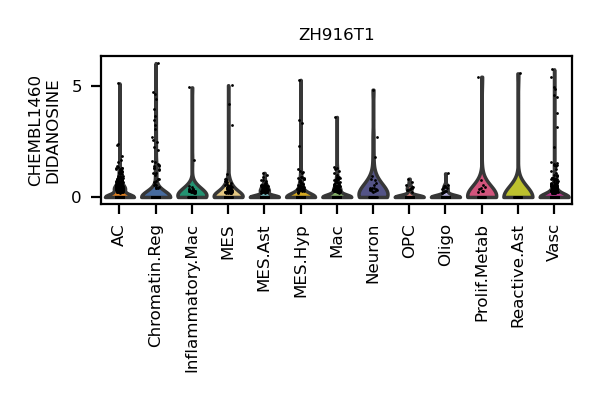 ZH916T1
CHEMBL1460
DIDANOSINE
5
0
AC
Chromatin.Reg
Inflammatory.Mac
MES
MES.Ast
MES.Hyp
Mac
Neuron
OPC
Oligo
Prolif.Metab
Reactive.Ast
Vasc